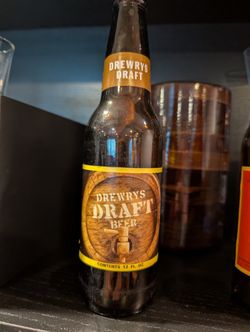 DREWRYS
DRAFT
DREWRYS
DRAFT
BEER
CONTENTS 12 FL. OZ.